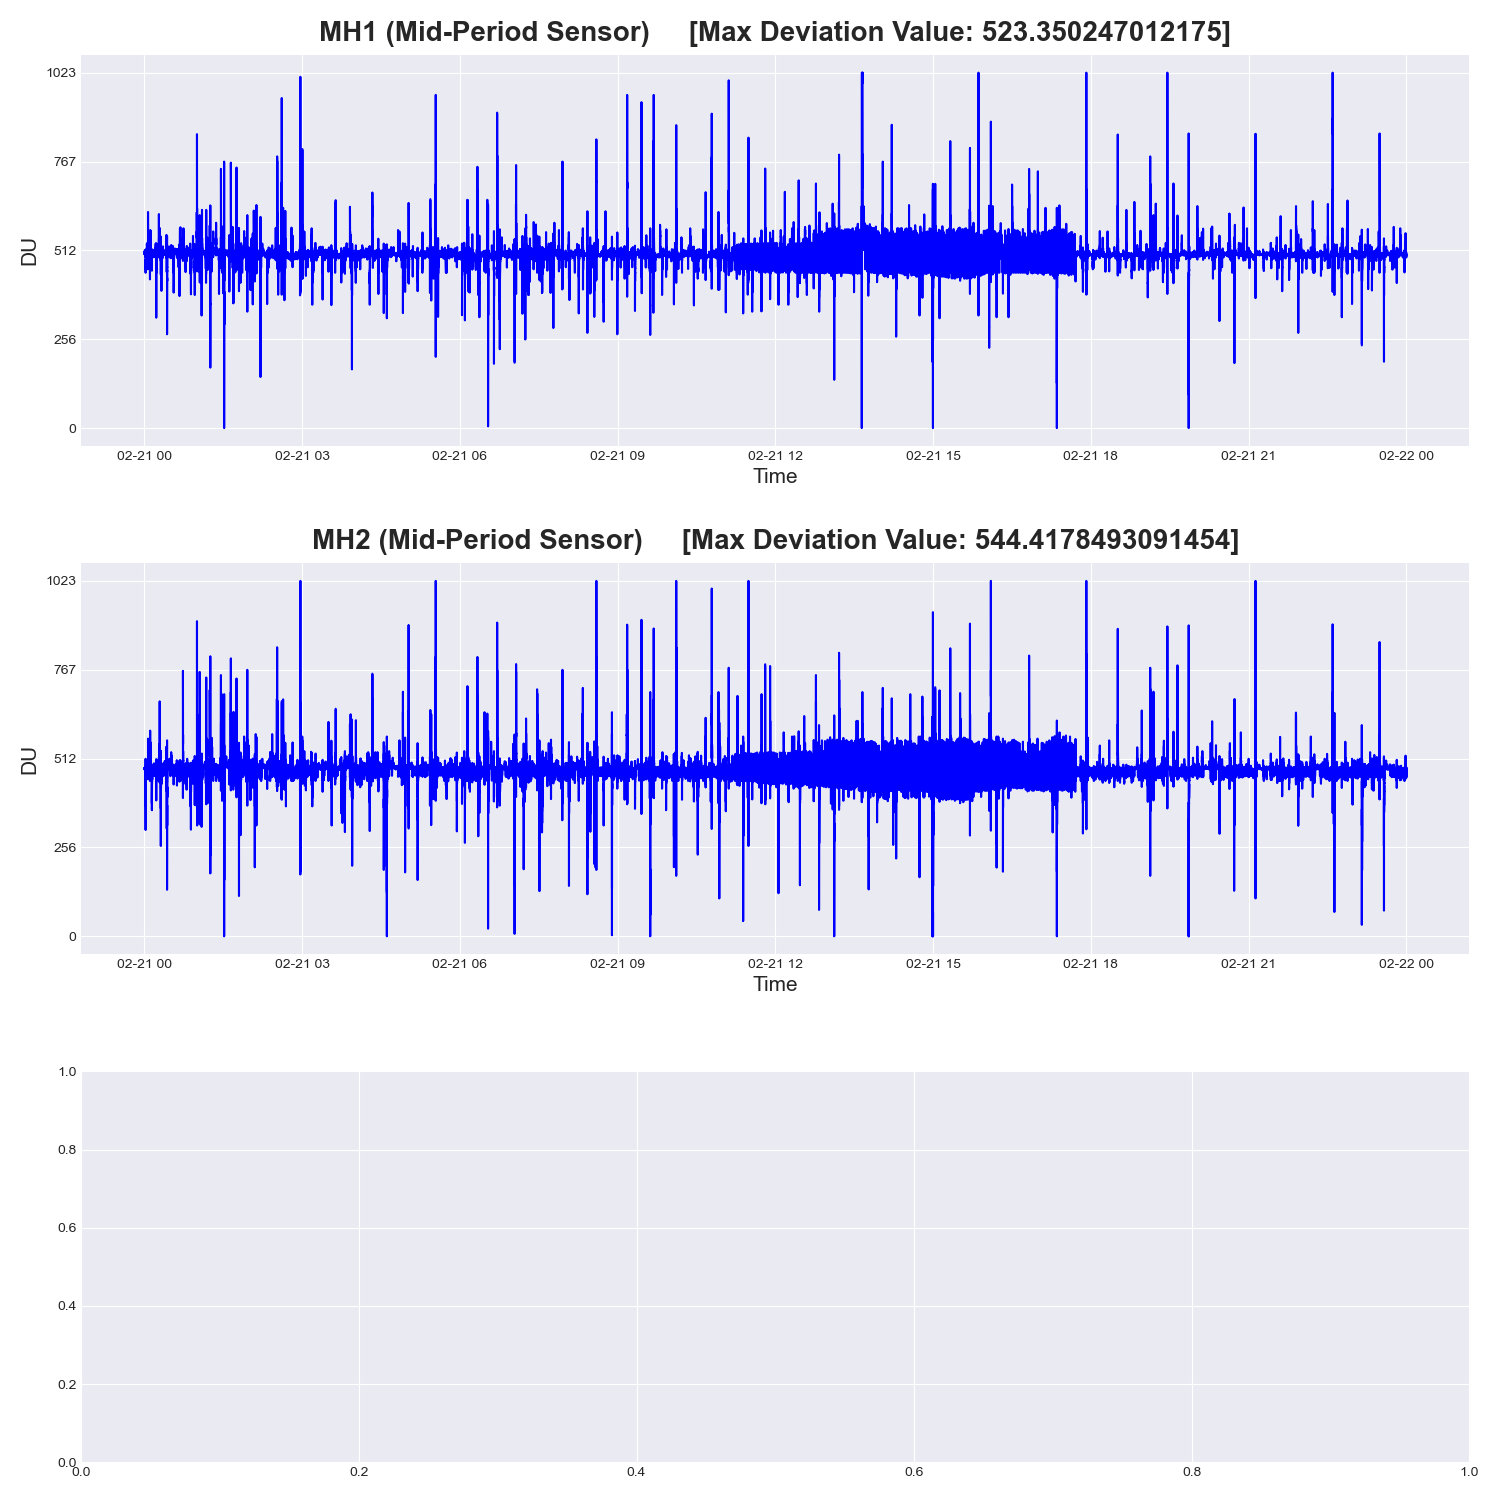 MH1 (Mid-Period Sensor) [Max Deviation Value: 523.350247012175]
DU
1023
767
512
256
0
02-21 00 02-21 03 02-21 06 02-21 09 02-21 12 02-21 15 02-21 18 02-21 21 02-22 00
Time
MH2 (Mid-Period Sensor) [Max Deviation Value: 544.4178493091454]
DU
1023
767
512
256
0
02-21 00 02-21 03 02-21 06 02-21 09 02-21 12 02-21 15 02-21 18 02-21 21 02-22 00
Time
1.0
0.8
0.6
0.4
0.2
0.0
0.0 0.2 0.4 0.6 0.8 1.0